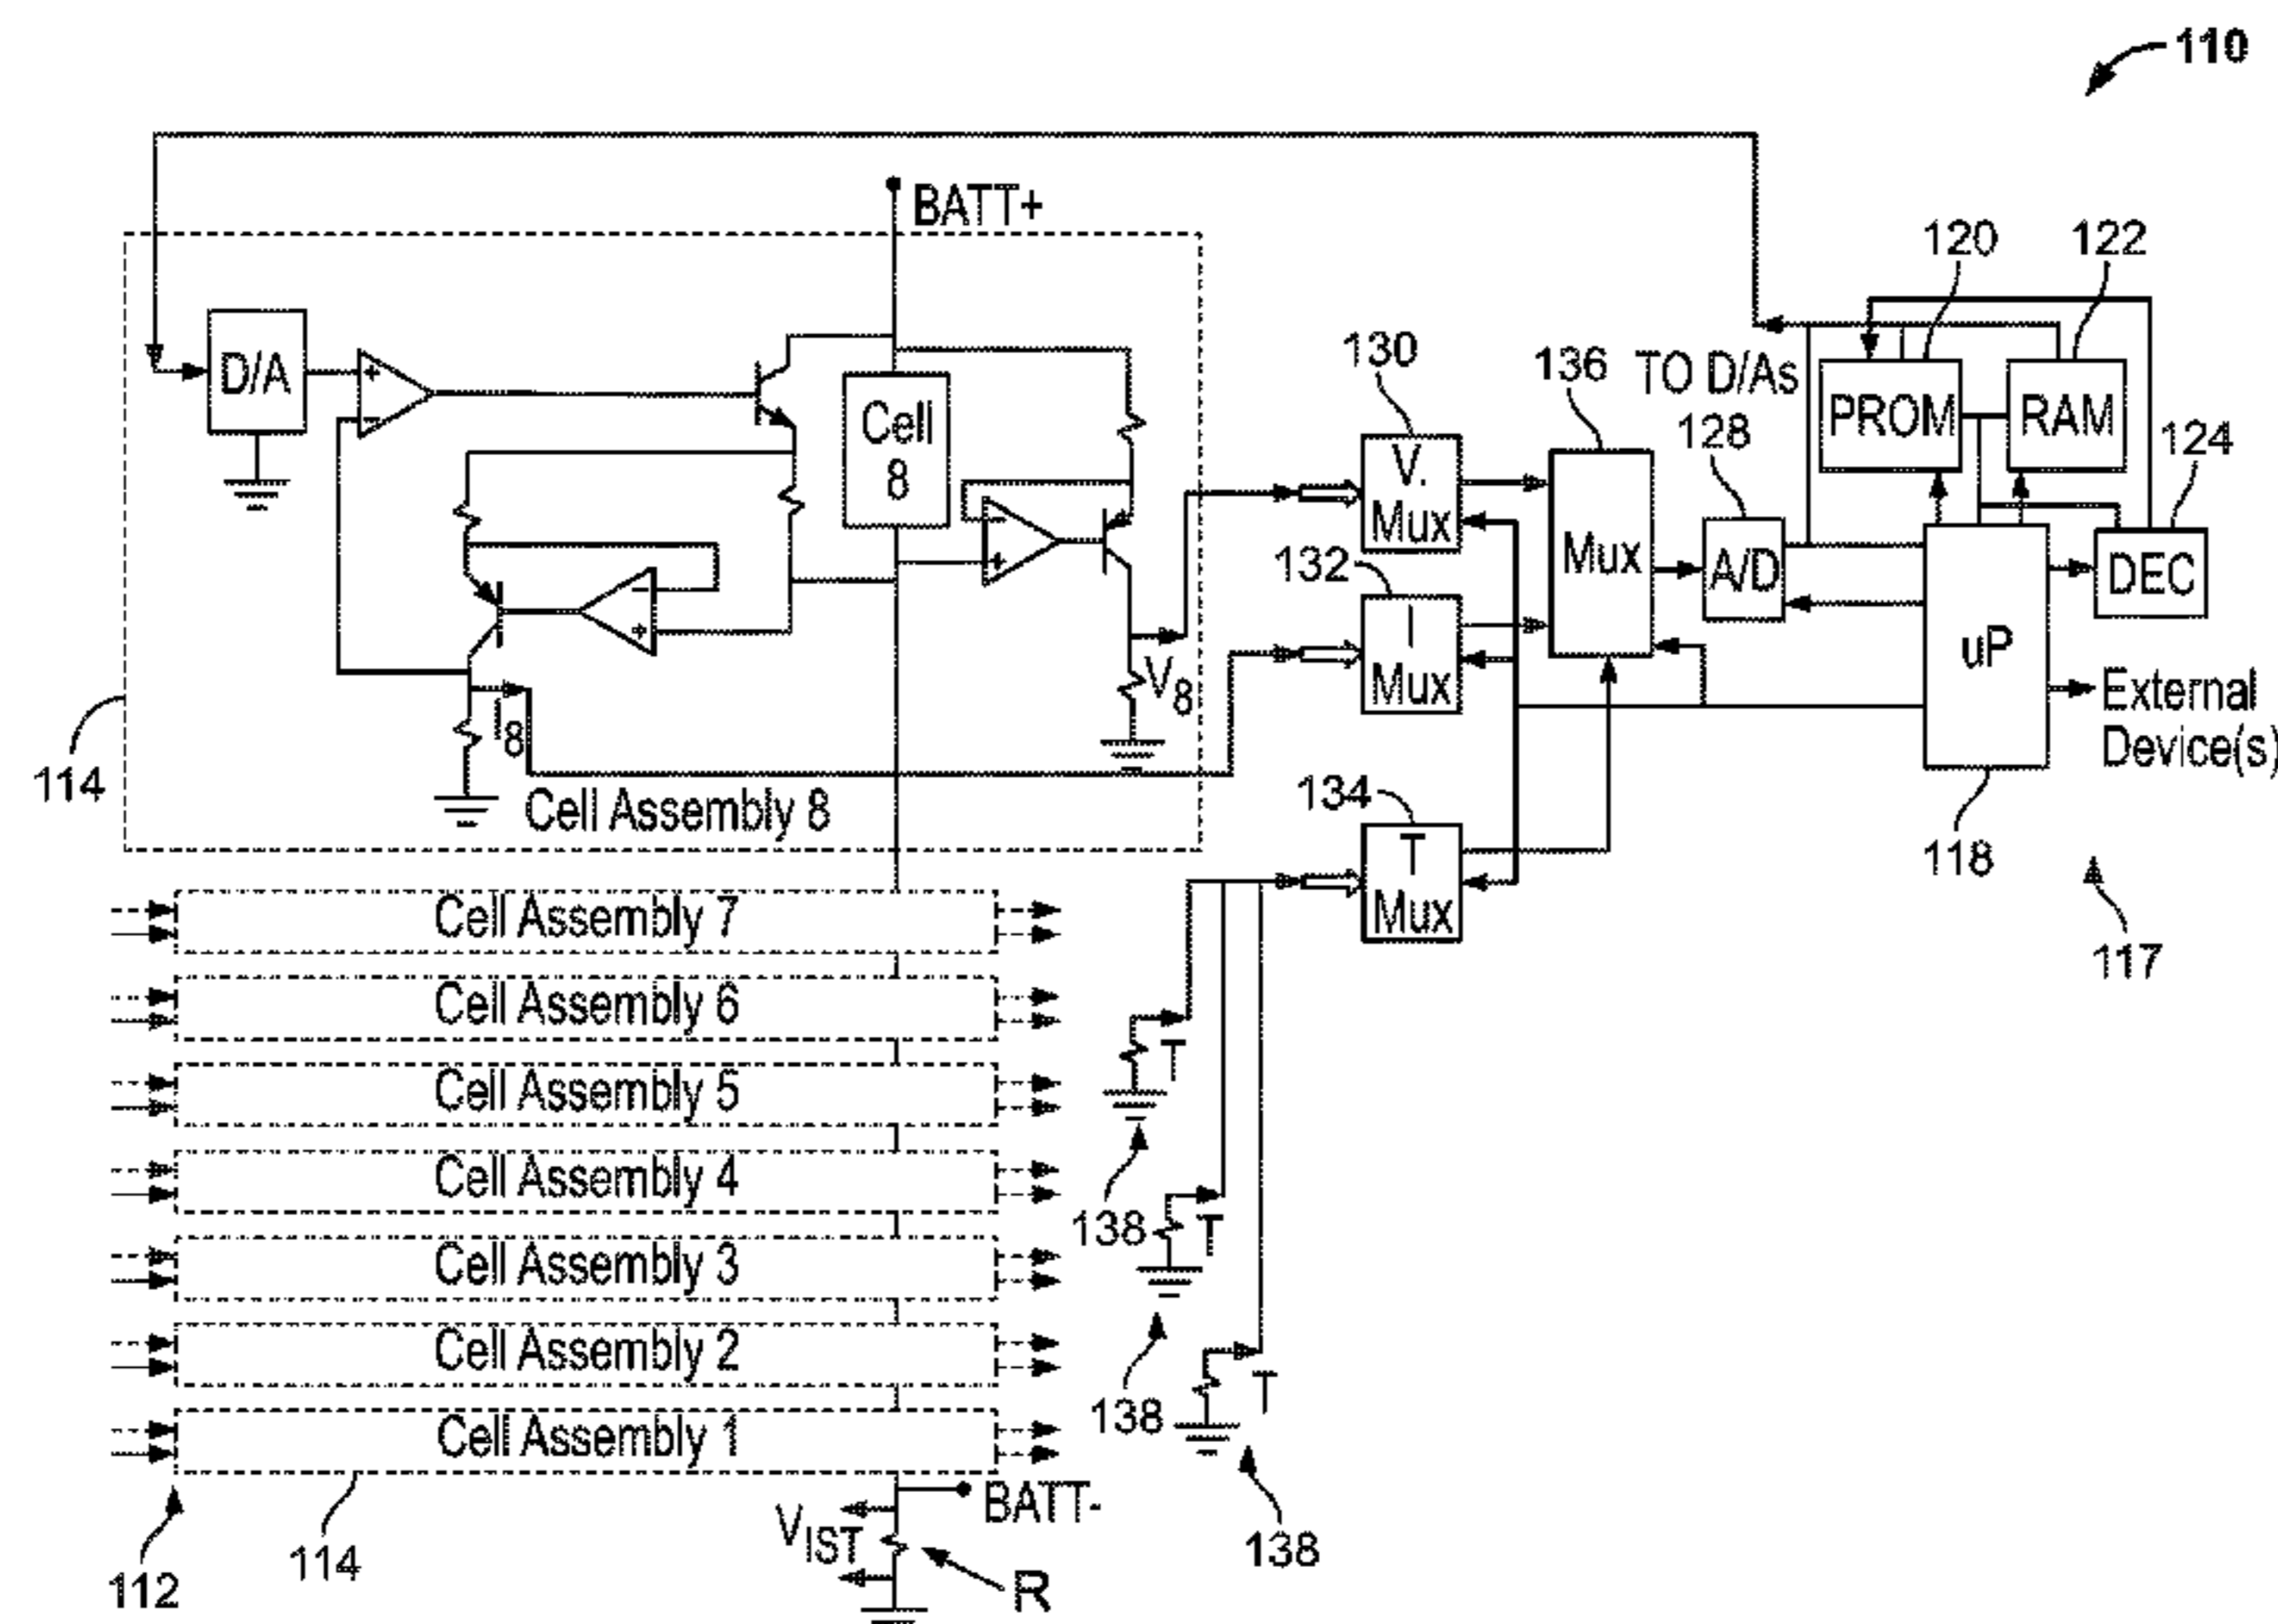 110
BATT+
120
122
130
136
TO D/As
128
124
D/A
+
-
Cell
8
V.
Mux
Mux
A/D
PROM
RAM
DEC
132
I
Mux
uP
-
+
-
+
V8
I8
External
Device(s)
114
Cell Assembly 8
134
T
Mux
118
117
Cell Assembly 7
Cell Assembly 6
Cell Assembly 5
Cell Assembly 4
Cell Assembly 3
Cell Assembly 2
Cell Assembly 1
T
138
T
138
T
138
BATT-
VIST
R
112
114